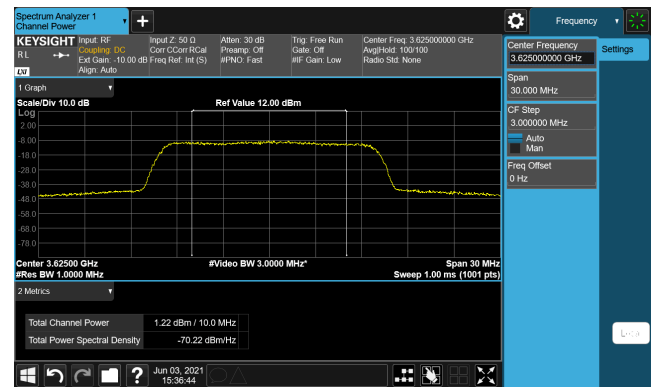 Spectrum Analyzer 1
Channel Power
Frequency
KEYSIGHT
RL
LXI
Input: RF
Coupling: DC
Ext Gain: -10.00 dB
Align: Auto
Input Z: 50 Ω
Corr CCorr RCal
Freq Ref: Int (S)
Atten: 30 dB
Preamp: Off
#PNO: Fast
Trig: Free Run
Gate: Off
#IF Gain: Low
Center Freq: 3.625000000 GHz
Avg|Hold: 100/100
Radio Std: None
Center Frequency
3.625000000 GHz
Settings
Span
30.000 MHz
CF Step
3.000000 MHz
Auto
Man
Freq Offset
0 Hz
1 Graph
Scale/Div 10.0 dB
Ref Value 12.00 dBm
Log
2.00
-8.00
-18.0
-28.0
-38.0
-48.0
-58.0
-68.0
-78.0
Center 3.62500 GHz
#Video BW 3.0000 MHz*
Span 30 MHz
#Res BW 1.0000 MHz
Sweep 1.00 ms (1001 pts)
2 Metrics
Total Channel Power
1.22 dBm / 10.0 MHz
Total Power Spectral Density
-70.22 dBm/Hz
Local
?
Jun 03, 2021
15:36:44